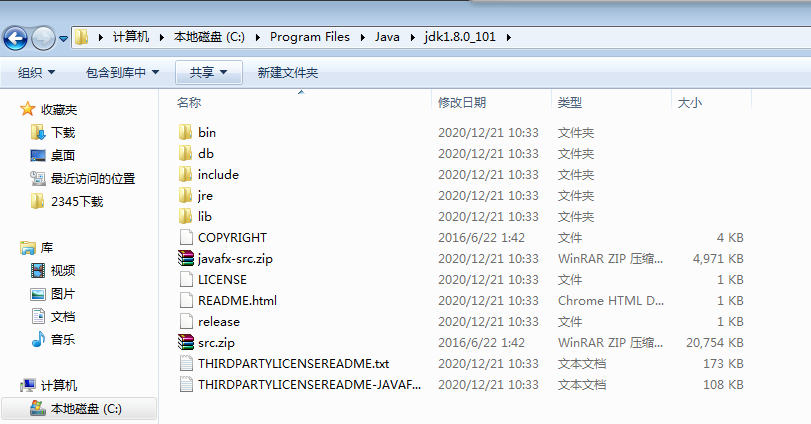 计算机 本地磁盘 (C:) Program Files Java jdk1.8.0_101
组织 包含到库中 共享 新建文件夹
收藏夹
下载
桌面
最近访问的位置
2345下载
库
视频
图片
文档
音乐
计算机
本地磁盘 (C:)
名称 修改日期 类型 大小
bin 2020/12/21 10:33 文件夹
db 2020/12/21 10:33 文件夹
include 2020/12/21 10:33 文件夹
jre 2020/12/21 10:33 文件夹
lib 2020/12/21 10:33 文件夹
COPYRIGHT 2016/6/22 1:42 文件 4 KB
javafx-src.zip 2020/12/21 10:33 WinRAR ZIP 压缩... 4,971 KB
LICENSE 2020/12/21 10:33 文件 1 KB
README.html 2020/12/21 10:33 Chrome HTML D... 1 KB
release 2020/12/21 10:33 文件 1 KB
src.zip 2016/6/22 1:42 WinRAR ZIP 压缩... 20,754 KB
THIRDPARTYLICENSEREADME.txt 2020/12/21 10:33 文本文档 173 KB
THIRDPARTYLICENSEREADME-JAVAF... 2020/12/21 10:33 文本文档 108 KB